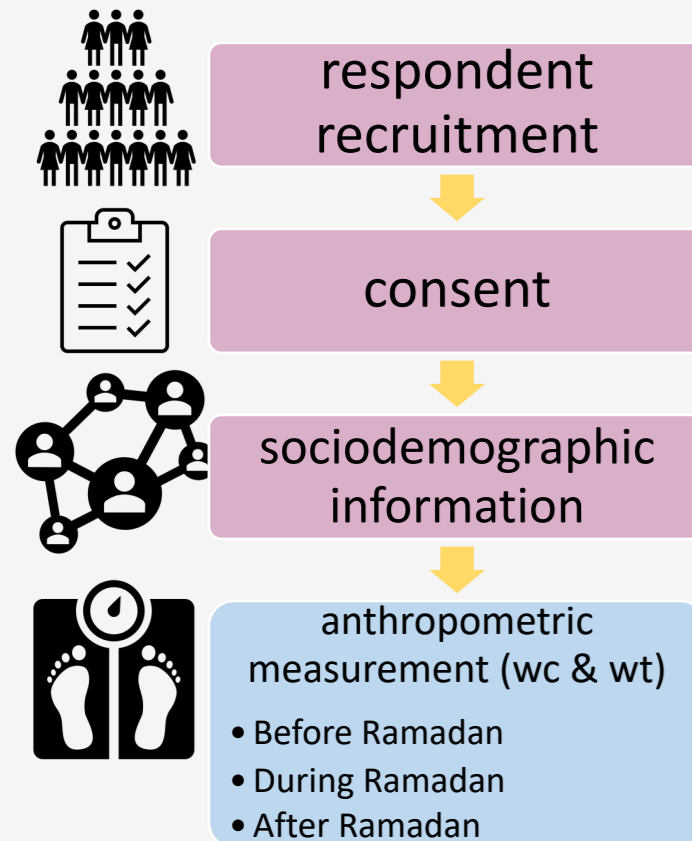 respondent
recruitment
consent
sociodemographic
information
anthropometric
measurement (wc & wt)
• Before Ramadan
• During Ramadan
• After Ramadan